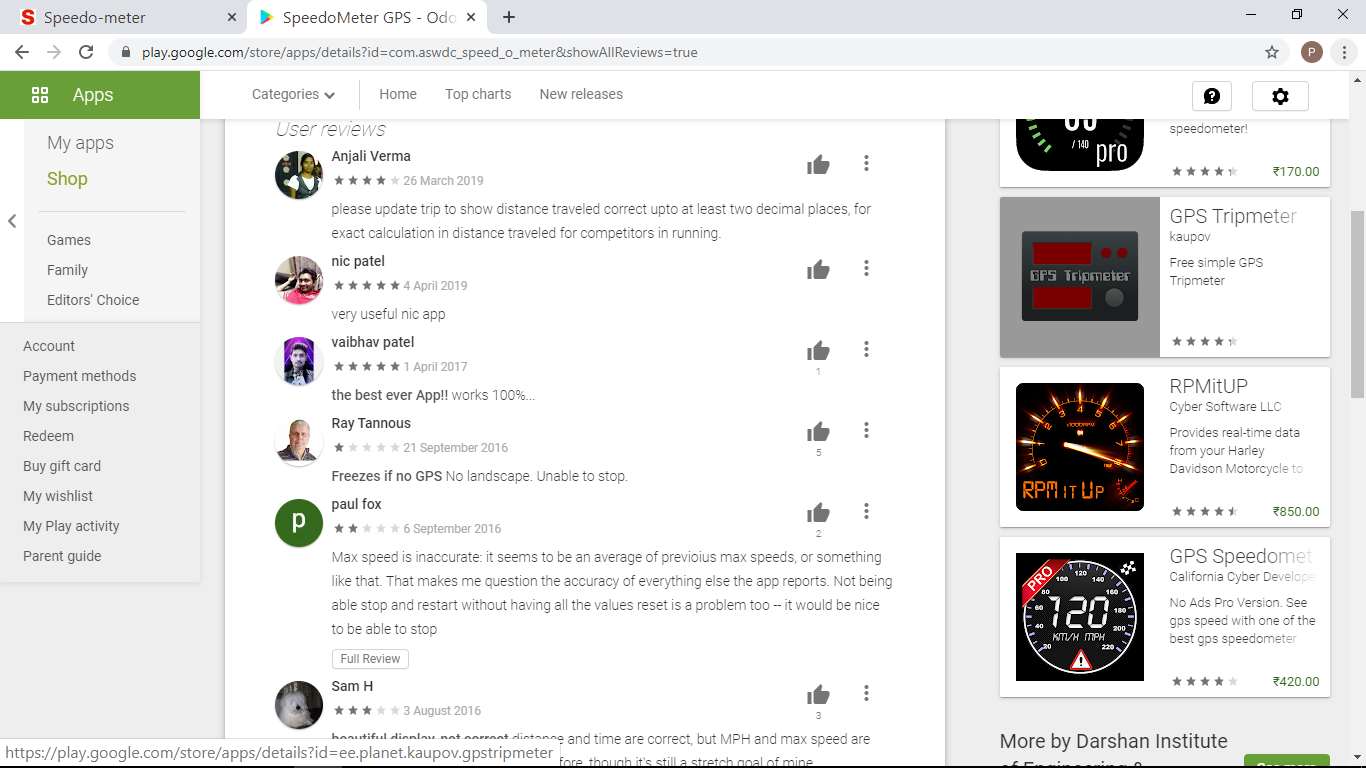 Speedo-meter
SpeedoMeter GPS - Odo
play.google.com/store/apps/details?id=com.aswdc_speed_o_meter&showAllReviews=true
P
Apps
Categories
Home
Top charts
New releases
My apps
Shop
Games
Family
Editors' Choice
Account
Payment methods
My subscriptions
Redeem
Buy gift card
My wishlist
My Play activity
Parent guide
User reviews
Anjali Verma
26 March 2019
please update trip to show distance traveled correct upto at least two decimal places, for
exact calculation in distance traveled for competitors in running.
nic patel
4 April 2019
very useful nic app
vaibhav patel
1 April 2017
1
the best ever App!! works 100%...
Ray Tannous
21 September 2016
5
Freezes if no GPS No landscape. Unable to stop.
p
paul fox
6 September 2016
2
Max speed is inaccurate: it seems to be an average of previoius max speeds, or something
like that. That makes me question the accuracy of everything else the app reports. Not being
able stop and restart without having all the values reset is a problem too -- it would be nice
to be able to stop
Full Review
Sam H
3 August 2016
3
beautiful display, not correct distance and time are correct, but MPH and max speed are
fore, though it's still a stretch goal of mine
https://play.google.com/store/apps/details?id=ee.planet.kaupov.gpstripmeter
/ 140
pro
speedometer!
₹170.00
GPS Tripmeter
GPS Tripmeter
kaupov
Free simple GPS
Tripmeter
RPM IT UP
RPMitUP
Cyber Software LLC
Provides real-time data
from your Harley
Davidson Motorcycle to
₹850.00
PRO
20
40
60
80
100
120
140
160
180
200
220
120
KM/H MPH
GPS Speedomet
California Cyber Develope
No Ads Pro Version. See
gps speed with one of the
best gps speedometer
₹420.00
More by Darshan Institute
of Engineering &
See more